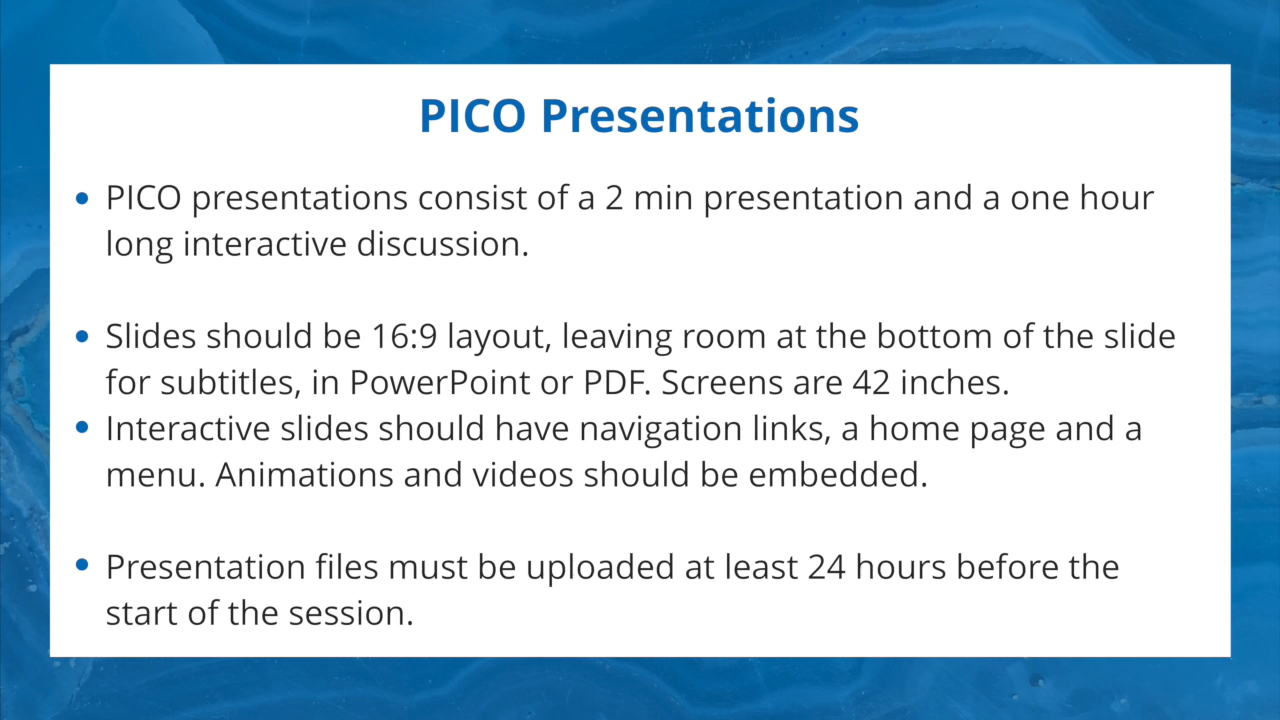 PICO Presentations
• PICO presentations consist of a 2 min presentation and a one hour
long interactive discussion.
• Slides should be 16:9 layout, leaving room at the bottom of the slide
for subtitles, in PowerPoint or PDF. Screens are 42 inches.
• Interactive slides should have navigation links, a home page and a
menu. Animations and videos should be embedded.
• Presentation files must be uploaded at least 24 hours before the
start of the session.